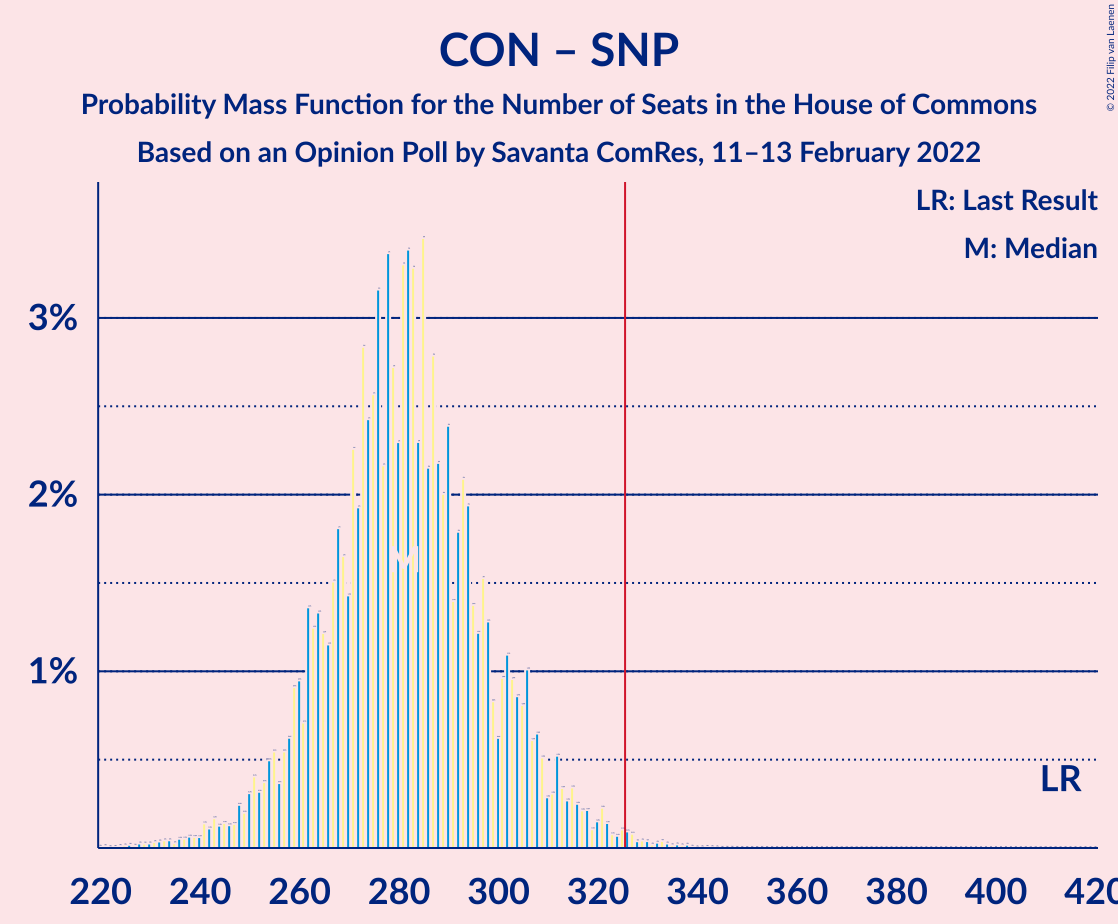 CON – SNP
Probability Mass Function for the Number of Seats in the House of Commons
Based on an Opinion Poll by Savanta ComRes, 11–13 February 2022
© 2022 Filip van Laenen
LR: Last Result
M: Median
3%
2%
1%
M
LR
220 240 260 280 300 320 340 360 380 400 420